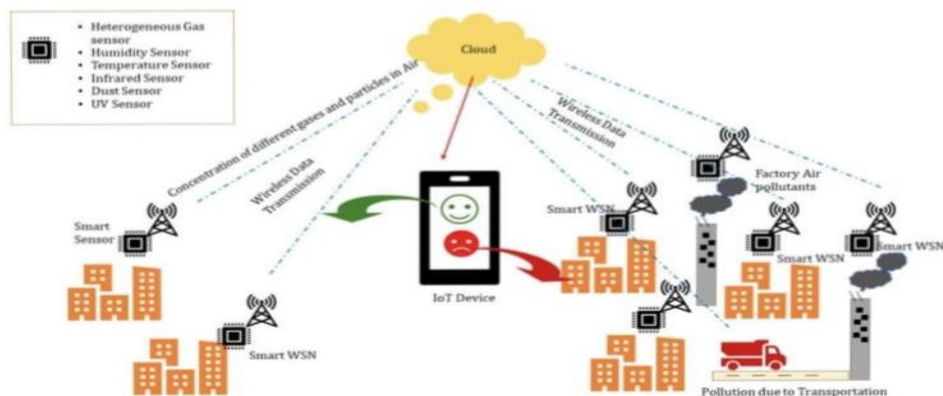 • Heterogeneous Gas
sensor
• Humidity Sensor
• Temperature Sensor
• Infrared Sensor
• Dust Sensor
• UV Sensor
Cloud
Concentration of different gases and particles in Air
Wireless Data
Transmission
Wireless Data
Transmission
Factory Air
pollutants
Smart
Sensor
Smart WSN
Smart WSN
Smart WSN
IoT Device
Smart WSN
Pollution due to Transportation